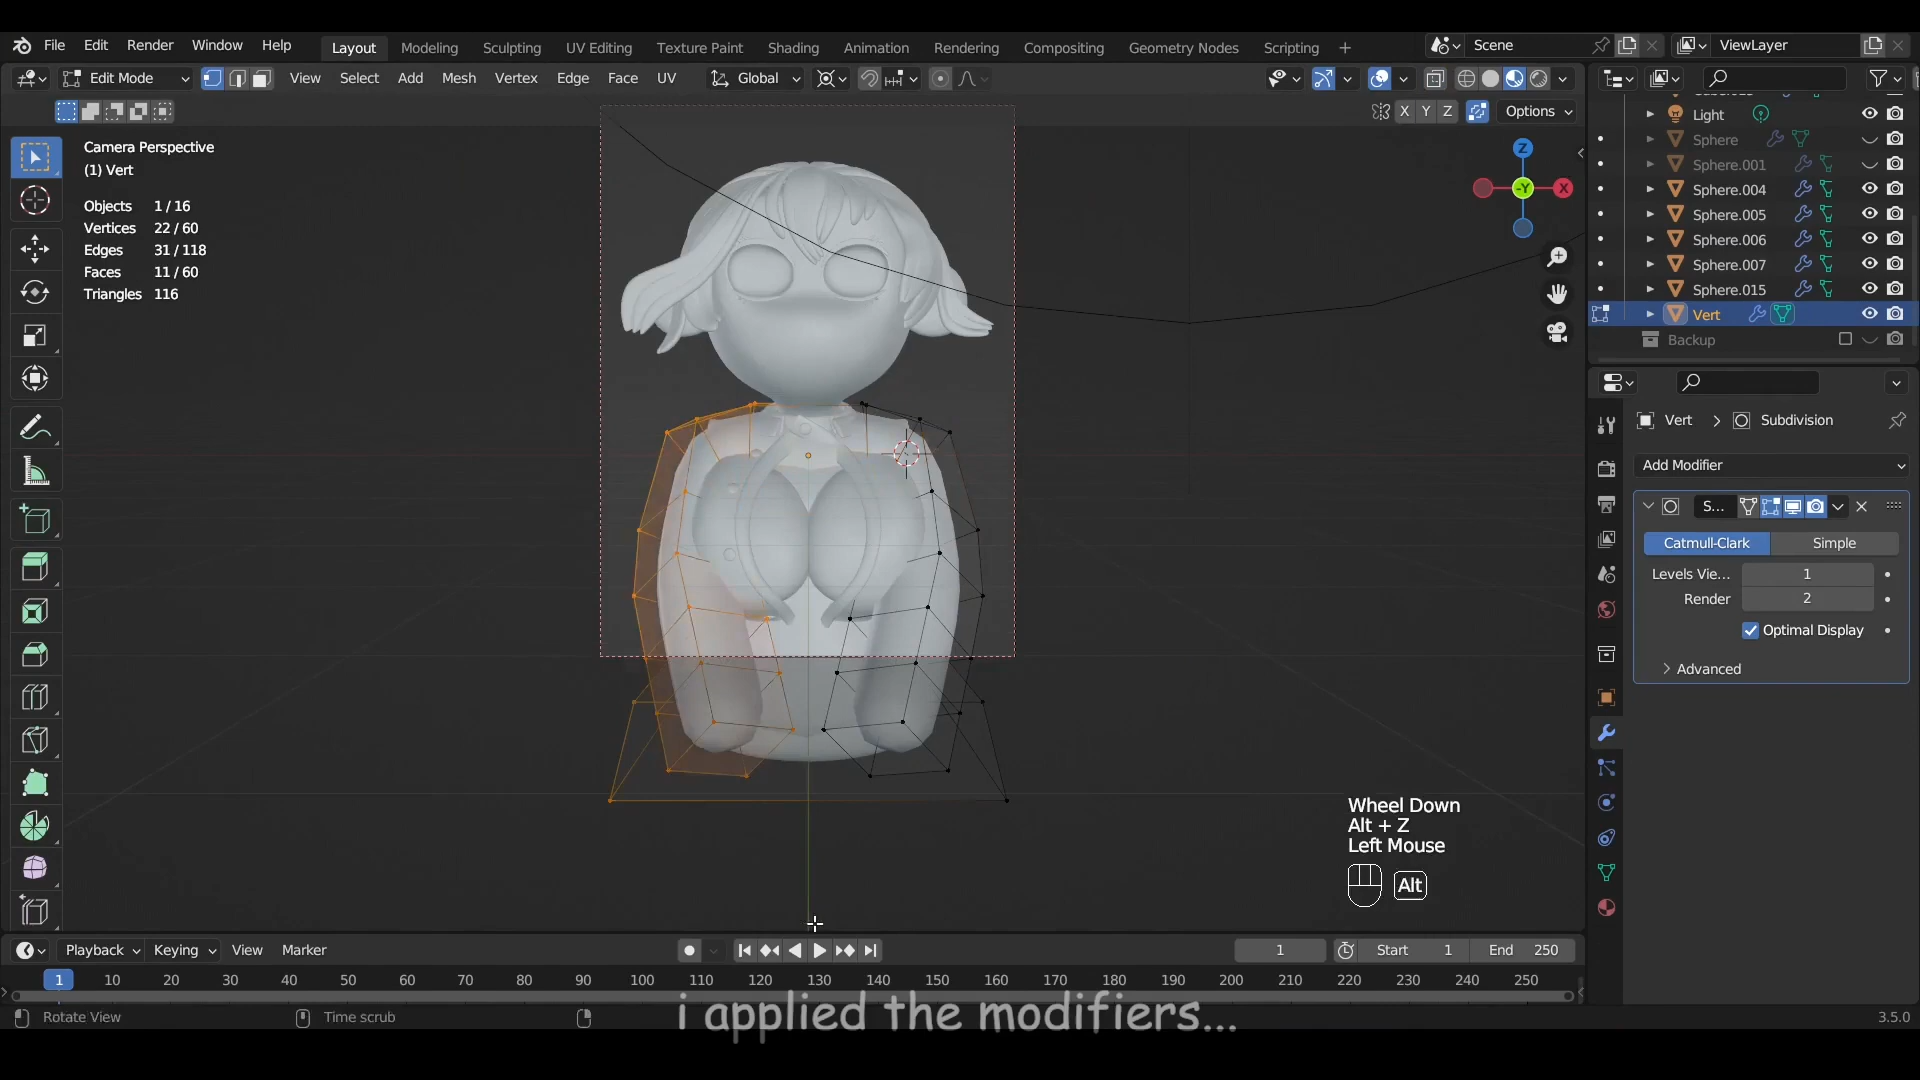 File Edit Render Window Help Layout Modeling Sculpting UV Editing Texture Paint Shading Animation Rendering Compositing Geometry Nodes Scripting + Scene ViewLayer
Edit Mode View Select Add Mesh Vertex Edge Face UV Global
X Y Z Options
Camera Perspective
(1) Vert
Objects 1 / 16
Vertices 22 / 60
Edges 31 / 118
Faces 11 / 60
Triangles 116
Z
-Y
X
Light
Sphere
Sphere.001
Sphere.004
Sphere.005
Sphere.006
Sphere.007
Sphere.015
Vert
Backup
Vert > Subdivision
Add Modifier
S...
Catmull-Clark Simple
Levels Vie... 1
Render 2
Optimal Display
Advanced
Wheel Down
Alt + Z
Left Mouse
Alt
Playback Keying View Marker 1 Start 1 End 250
1 10 20 30 40 50 60 70 80 90 100 110 120 130 140 150 160 170 180 190 200 210 220 230 240 250
Rotate View Time scrub 3.5.0
i applied the modifiers...